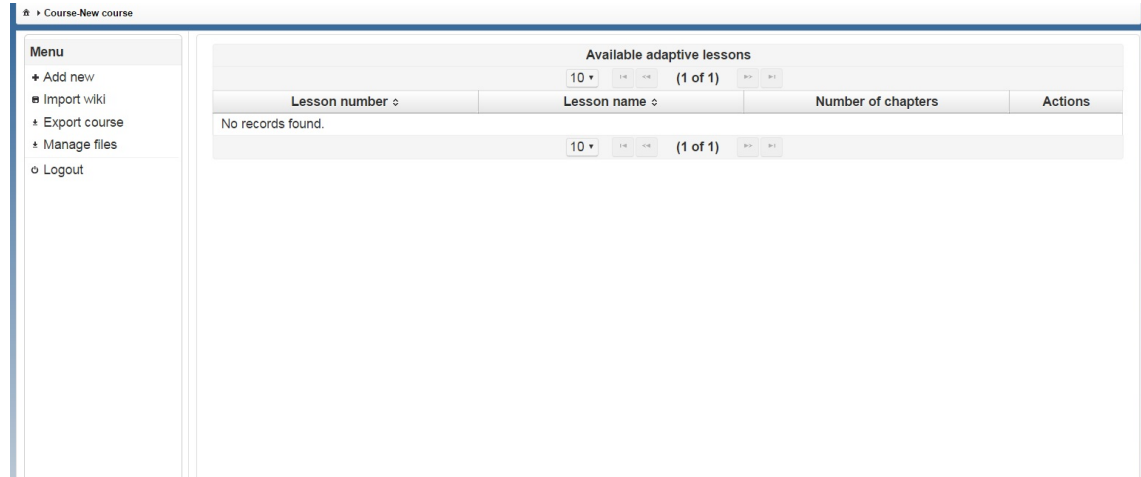 Course-New course
Menu
Add new
Import wiki
Export course
Manage files
Logout
Available adaptive lessons
10 (1 of 1)
Lesson number Lesson name Number of chapters Actions
No records found.
10 (1 of 1)